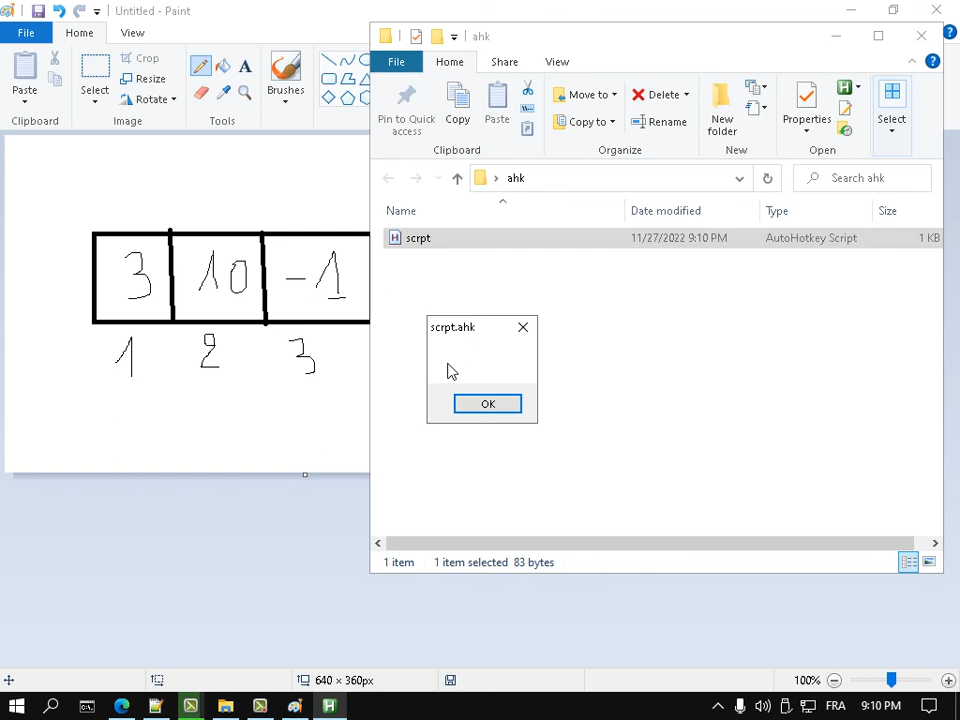 Untitled - Paint
File Home View
Paste
Clipboard
Select
Crop
Resize
Rotate
Image
Tools
Brushes
ahk
File Home Share View
Pin to Quick access
Copy
Paste
Clipboard
Move to
Copy to
Delete
Rename
Organize
New folder
New
Properties
Open
Select
ahk
Search ahk
Name Date modified Type Size
scrpt 11/27/2022 9:10 PM AutoHotkey Script 1 KB
3 10 -1
1 2 3
scrpt.ahk
OK
1 item 1 item selected 83 bytes
640 × 360px 100%
FRA 9:10 PM